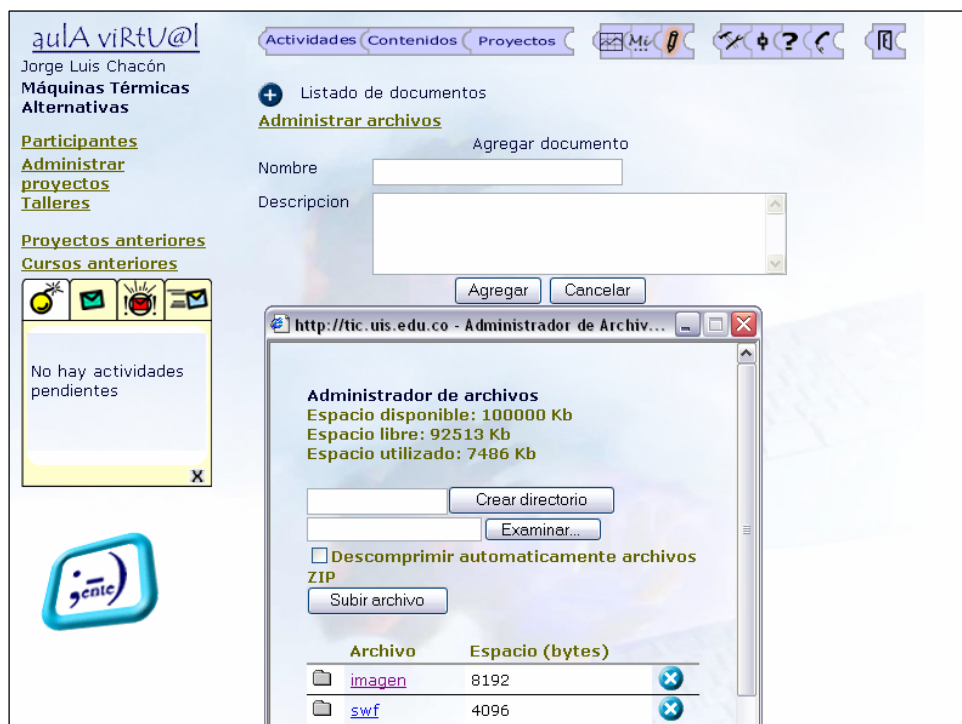 aulA viRtU@l
Jorge Luis Chacón
Máquinas Térmicas
Alternativas
Participantes
Administrar
proyectos
Talleres
Proyectos anteriores
Cursos anteriores
No hay actividades
pendientes
X
gente
Actividades Contenidos Proyectos Mi ?
Listado de documentos
Administrar archivos
Agregar documento
Nombre
Descripcion
Agregar Cancelar
http://tic.uis.edu.co - Administrador de Archiv...
Administrador de archivos
Espacio disponible: 100000 Kb
Espacio libre: 92513 Kb
Espacio utilizado: 7486 Kb
Crear directorio
Examinar...
Descomprimir automaticamente archivos
ZIP
Subir archivo
Archivo Espacio (bytes)
imagen 8192
swf 4096